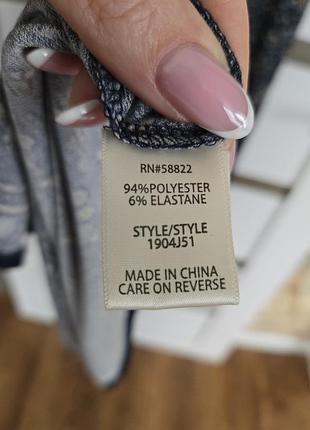 RN#58822
94%POLYESTER
6% ELASTANE
STYLE/STYLE
1904J51
MADE IN CHINA
CARE ON REVERSE